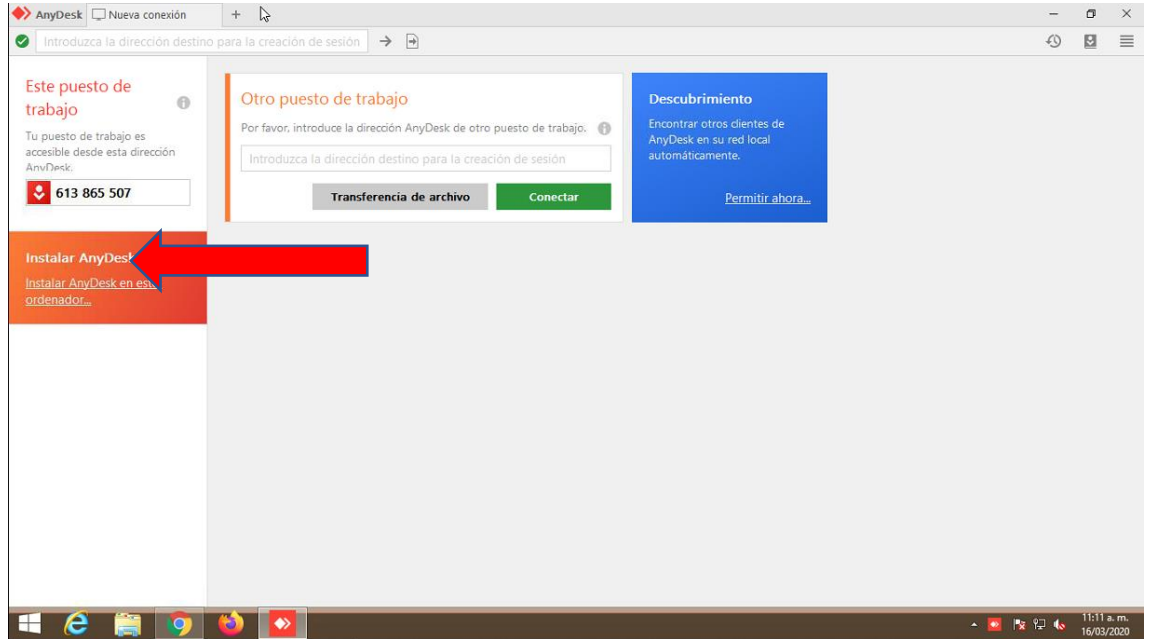 AnyDesk Nueva conexión
Introduzca la dirección destino para la creación de sesión
Este puesto de
trabajo
Tu puesto de trabajo es
accesible desde esta dirección
AnyDesk.
613 865 507
Instalar AnyDesk
Instalar AnyDesk en este
ordenador...
Otro puesto de trabajo
Por favor, introduce la dirección AnyDesk de otro puesto de trabajo.
Introduzca la dirección destino para la creación de sesión
Transferencia de archivo
Conectar
Descubrimiento
Encontrar otros clientes de
AnyDesk en su red local
automáticamente.
Permitir ahora...
11:11 a. m.
16/03/2020